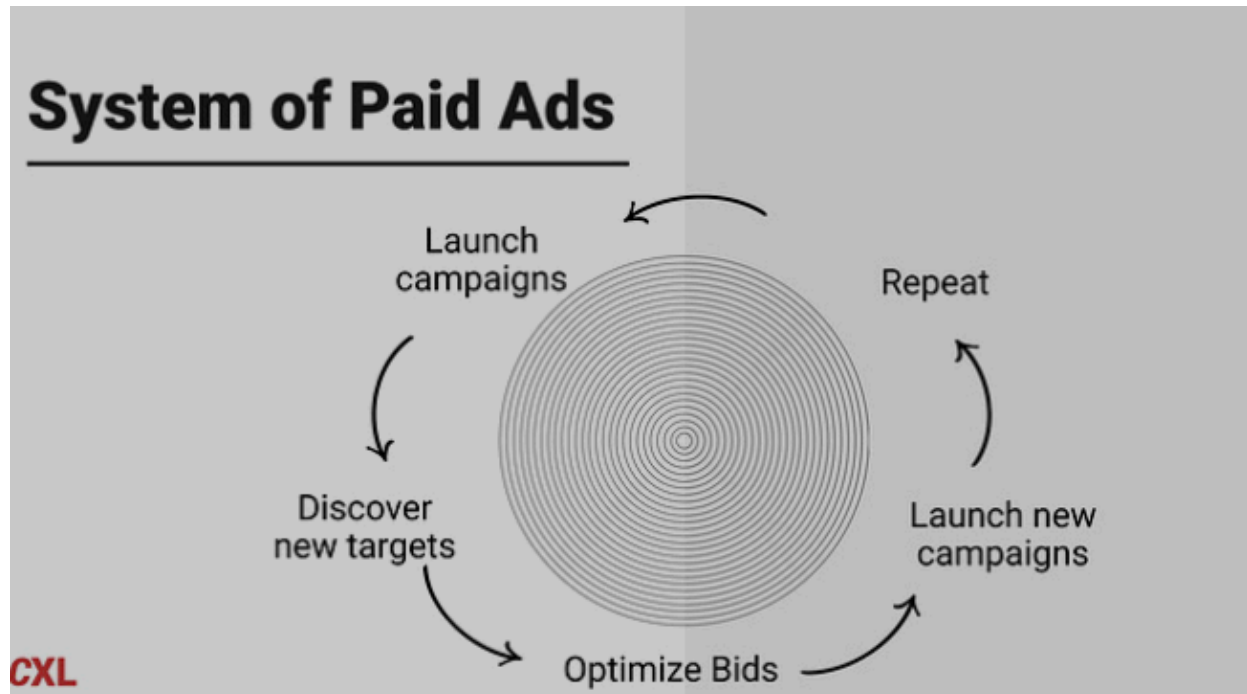 System of Paid Ads
Launch
campaigns
Discover
new targets
Optimize Bids
Launch new
campaigns
Repeat
CXL